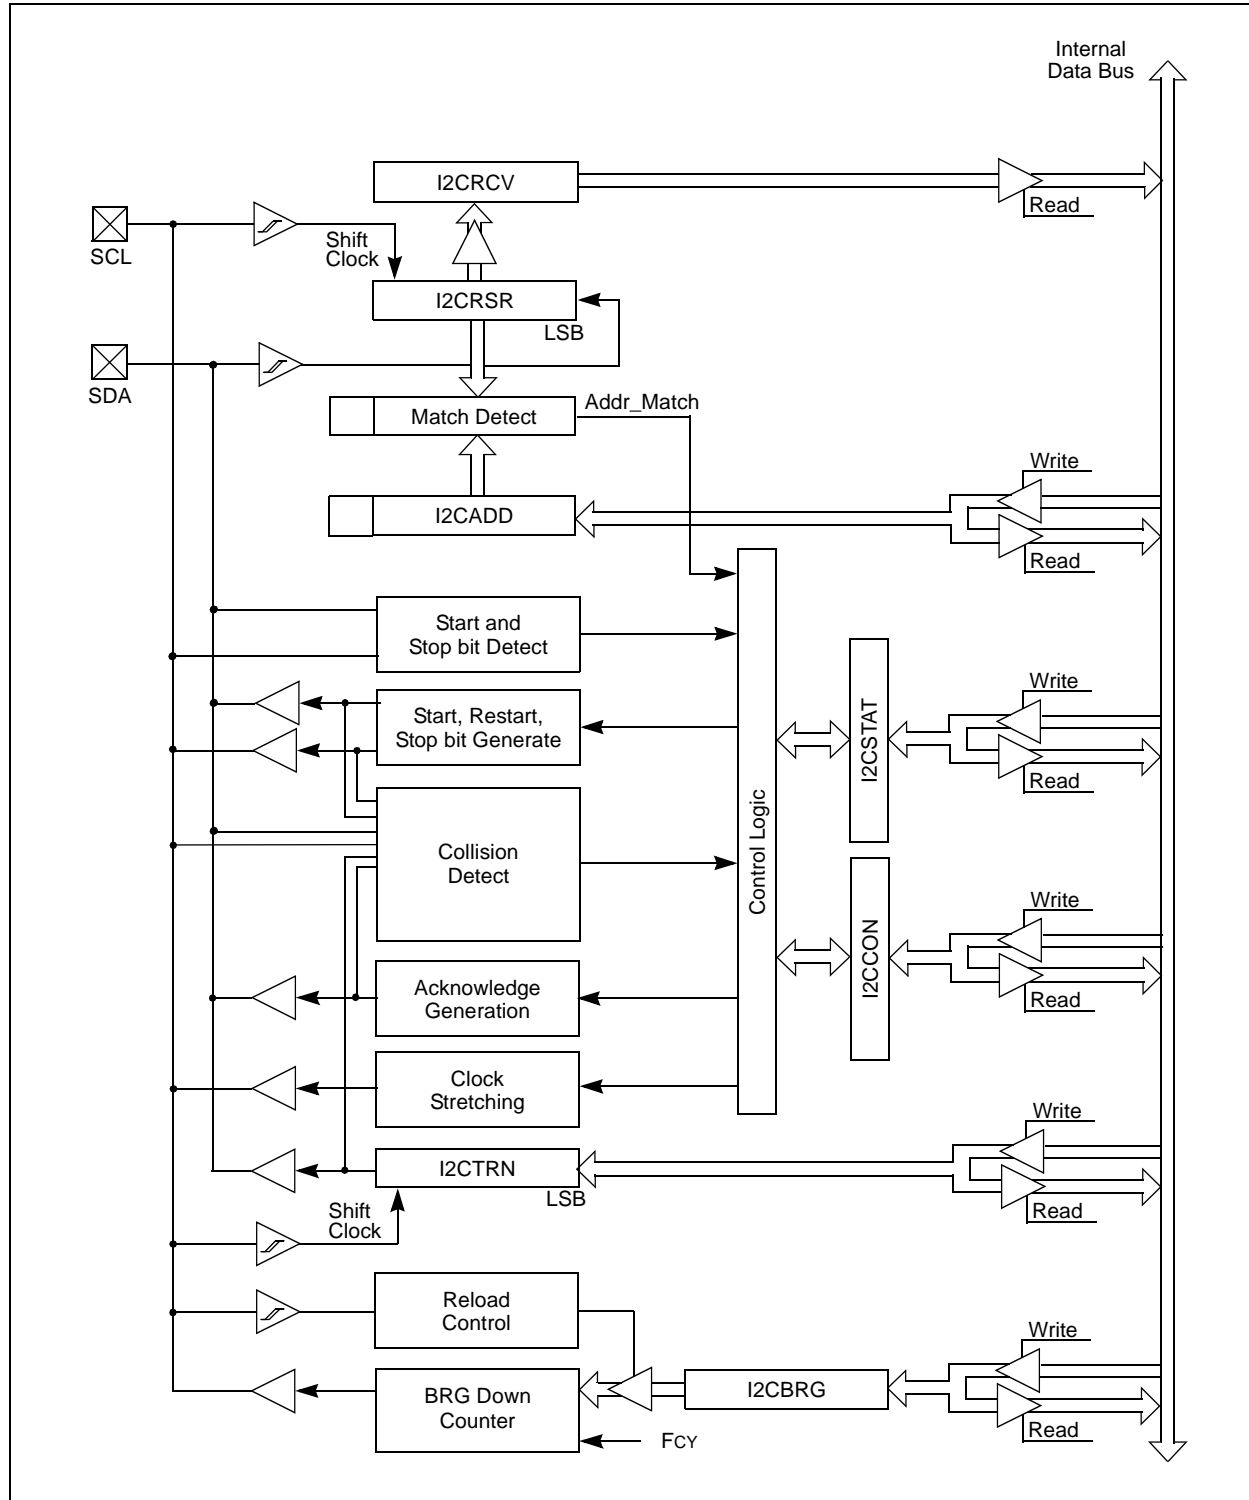 Internal
Data Bus
I2CRCV
Read
SCL
Shift
Clock
I2CRSR
LSB
SDA
Match Detect
Addr_Match
Write
I2CADD
Read
Start and
Stop bit Detect
Write
Start, Restart,
Stop bit Generate
I2CSTAT
Read
Control Logic
Collision
Detect
Write
I2CCON
Acknowledge
Generation
Read
Clock
Stretching
Write
I2CTRN
LSB
Shift
Clock
Read
Reload
Control
Write
BRG Down
Counter
I2CBRG
Read
FCY